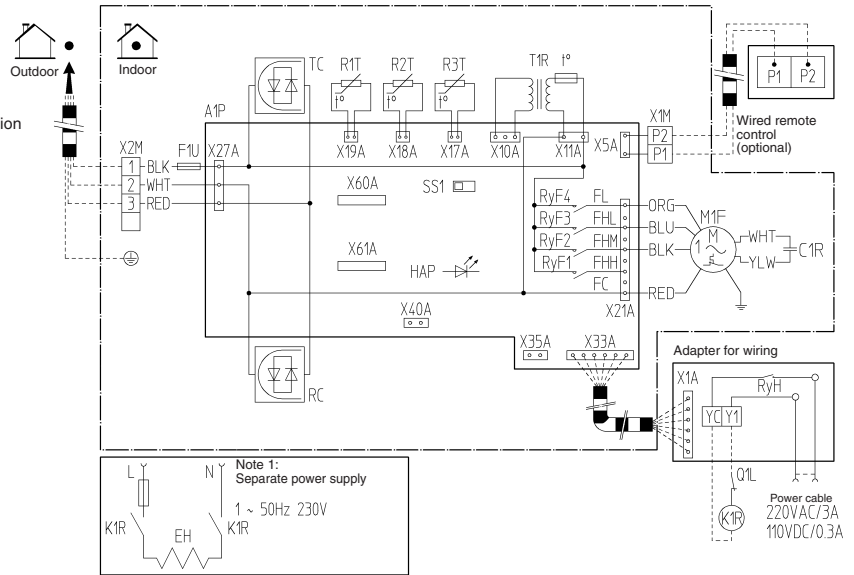 Outdoor
Indoor
ion
TC
R1T
R2T
R3T
T1R
t°
t°
t°
t°
A1P
X19A
X18A
X17A
X10A
X11A
X5A
X1M
P2
P1
P1
P2
Wired remote
control
(optional)
X2M
F1U
X27A
1
BLK
2
WHT
3
RED
X60A
SS1
X61A
HAP
X40A
RyF4
FL
ORG
RyF3
FHL
BLU
RyF2
FHM
BLK
RyF1
FHH
FC
RED
X21A
M1F
M
1
WHT
YLW
C1R
X35A
X33A
RC
Adapter for wiring
X1A
RyH
YC
Y1
Q1L
K1R
Power cable
220VAC/3A
110VDC/0.3A
Note 1:
Separate power supply
L
N
1 ~ 50Hz 230V
K1R
EH
K1R